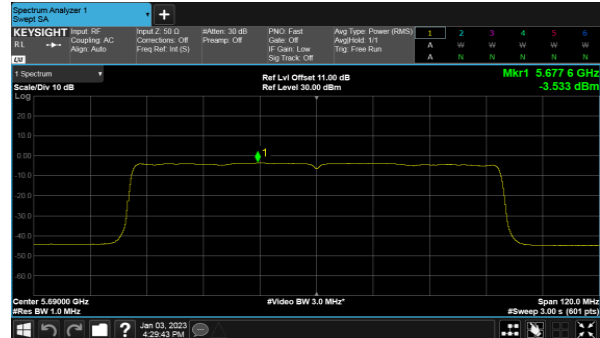 Spectrum Analyzer 1
Swept SA
KEYSIGHT
RL
LXI
Input: RF
Coupling: AC
Align: Auto
Input Z: 50 Ω
Corrections: Off
Freq Ref: Int (S)
#Atten: 30 dB
Preamp: Off
PNO: Fast
Gate: Off
IF Gain: Low
Sig Track: Off
Avg Type: Power (RMS)
Avg|Hold: 1/1
Trig: Free Run
1 2 3 4 5 6
A W W W W W
A N N N N N
1 Spectrum
Scale/Div 10 dB
Log
Ref Lvl Offset 11.00 dB
Ref Level 30.00 dBm
Mkr1 5.677 6 GHz
-3.533 dBm
20.0
10.0
0.00
-10.0
-20.0
-30.0
-40.0
-50.0
-60.0
1
Center 5.69000 GHz
#Res BW 1.0 MHz
#Video BW 3.0 MHz*
Span 120.0 MHz
#Sweep 3.00 s (601 pts)
?
Jan 03, 2023
4:29:43 PM